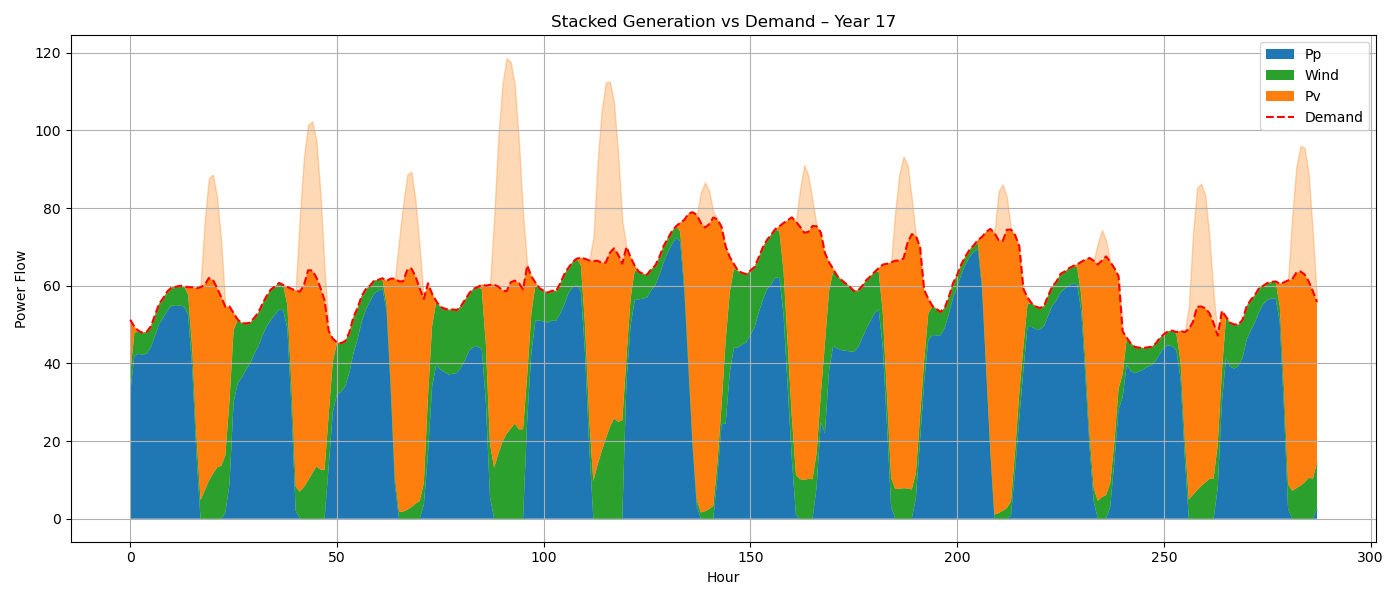 Stacked Generation vs Demand – Year 17
Power Flow
120
100
80
60
40
20
0
0 50 100 150 200 250 300
Hour
Pp
Wind
Pv
Demand